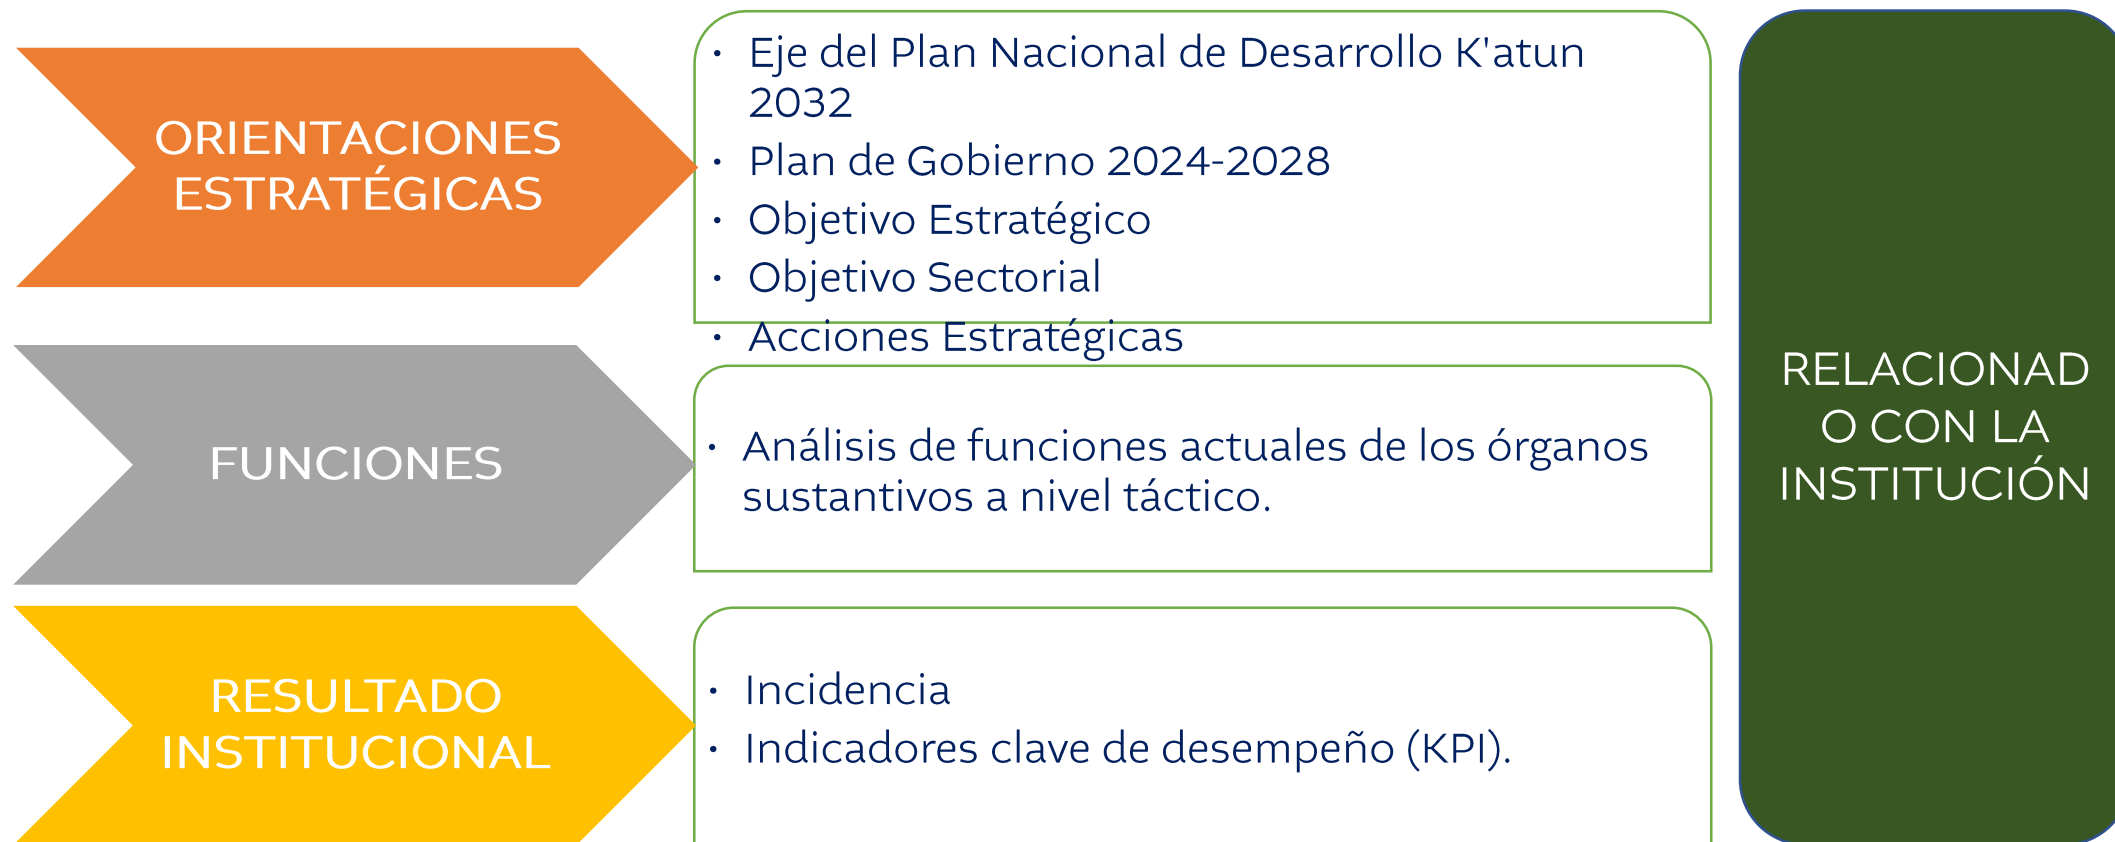 ORIENTACIONES
ESTRATÉGICAS
• Eje del Plan Nacional de Desarrollo K'atun
2032
• Plan de Gobierno 2024-2028
• Objetivo Estratégico
• Objetivo Sectorial
• Acciones Estratégicas
FUNCIONES
• Análisis de funciones actuales de los órganos
sustantivos a nivel táctico.
RESULTADO
INSTITUCIONAL
• Incidencia
• Indicadores clave de desempeño (KPI).
RELACIONAD
O CON LA
INSTITUCIÓN